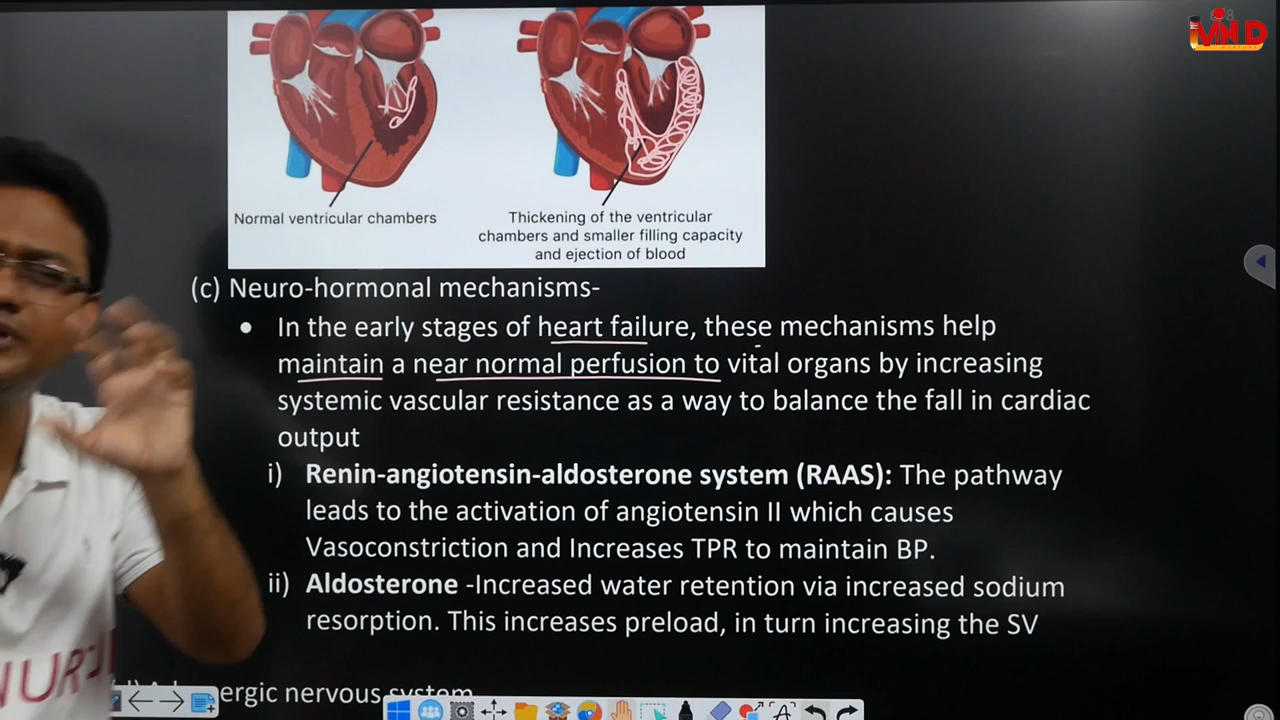 iMND
Normal ventricular chambers
Thickening of the ventricular
chambers and smaller filling capacity
and ejection of blood
(c) Neuro-hormonal mechanisms-
• In the early stages of heart failure, these mechanisms help
maintain a near normal perfusion to vital organs by increasing
systemic vascular resistance as a way to balance the fall in cardiac
output
i) Renin-angiotensin-aldosterone system (RAAS): The pathway
leads to the activation of angiotensin II which causes
Vasoconstriction and Increases TPR to maintain BP.
ii) Aldosterone -Increased water retention via increased sodium
resorption. This increases preload, in turn increasing the SV
nervous system